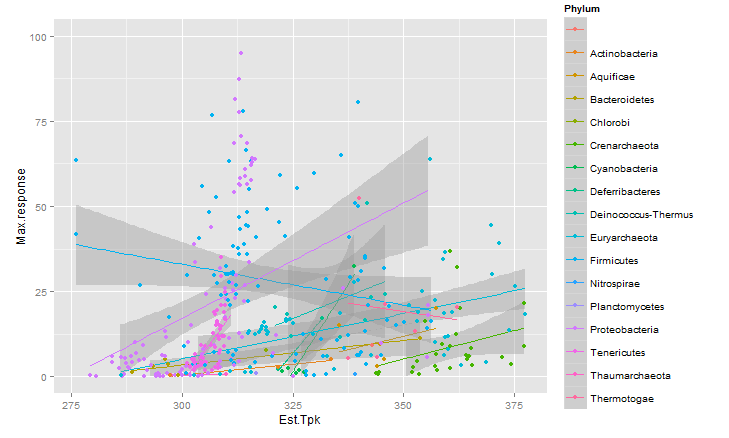 Phylum
100
75
50
25
0
Max.response
275
300
325
350
375
Est.Tpk
Actinobacteria
Aquificae
Bacteroidetes
Chlorobi
Crenarchaeota
Cyanobacteria
Deferribacteres
Deinococcus-Thermus
Euryarchaeota
Firmicutes
Nitrospirae
Planctomycetes
Proteobacteria
Tenericutes
Thaumarchaeota
Thermotogae